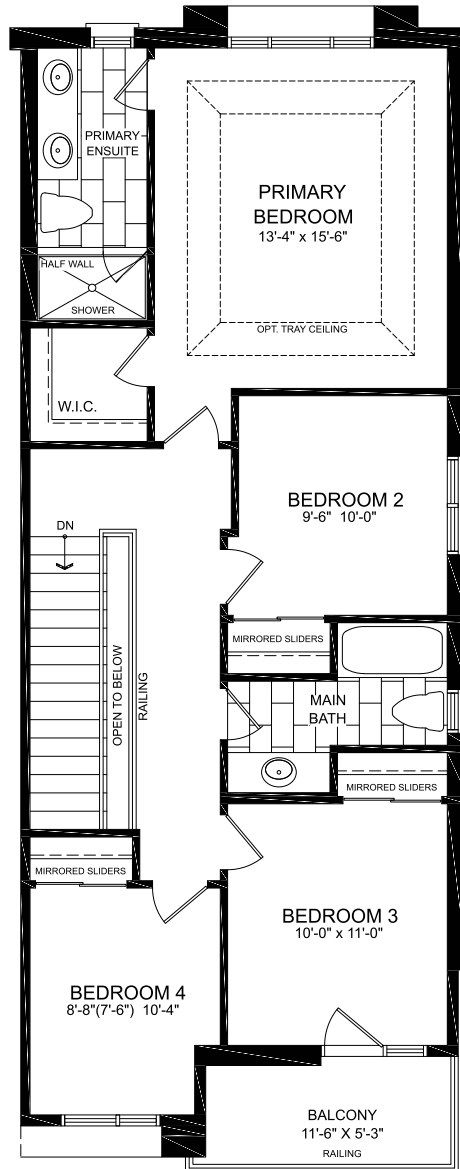 PRIMARY
ENSUITE
PRIMARY
BEDROOM
13'-4" x 15'-6"
HALF WALL
SHOWER
OPT. TRAY CEILING
W.I.C.
BEDROOM 2
9'-6" 10'-0"
DN
MIRRORED SLIDERS
OPEN TO BELOW
RAILING
MAIN
BATH
MIRRORED SLIDERS
MIRRORED SLIDERS
BEDROOM 3
10'-0" x 11'-0"
BEDROOM 4
8'-8"(7'-6") 10'-4"
BALCONY
11'-6" X 5'-3"
RAILING